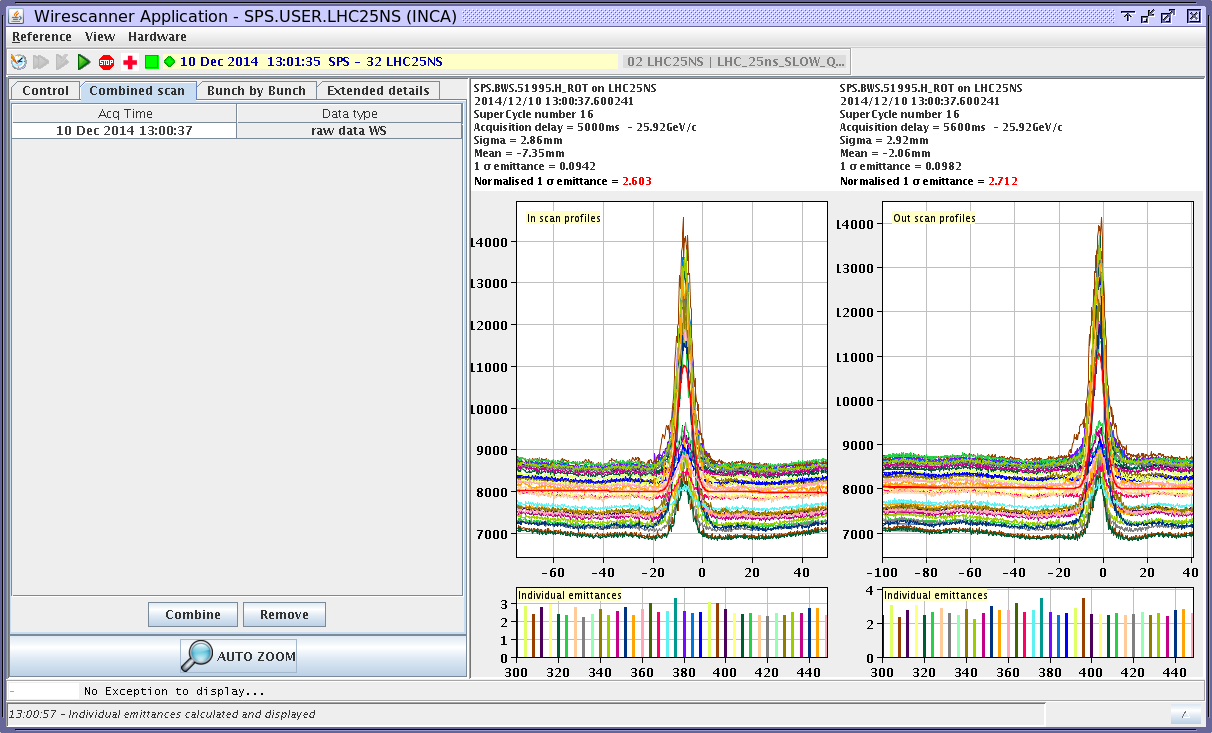 Wirescanner Application - SPS.USER.LHC25NS (INCA)
Reference View Hardware
STOP 10 Dec 2014 13:01:35 SPS - 32 LHC25NS 02 LHC25NS | LHC_25ns_SLOW_Q...
Control Combined scan Bunch by Bunch Extended details
Acq Time Data type
10 Dec 2014 13:00:37 raw data WS
Combine Remove
AUTO ZOOM
SPS.BWS.51995.H_ROT on LHC25NS
2014/12/10 13:00:37.600241
SuperCycle number 16
Acquisition delay = 5000ms - 25.92GeV/c
Sigma = 2.86mm
Mean = -7.35mm
1 σ emittance = 0.0942
Normalised 1 σ emittance = 2.603
In scan profiles
14000
13000
12000
11000
10000
9000
8000
7000
-60 -40 -20 0 20 40
Individual emittances
3
2
1
0
300 320 340 360 380 400 420 440
SPS.BWS.51995.H_ROT on LHC25NS
2014/12/10 13:00:37.600241
SuperCycle number 16
Acquisition delay = 5600ms - 25.92GeV/c
Sigma = 2.92mm
Mean = -2.06mm
1 σ emittance = 0.0982
Normalised 1 σ emittance = 2.712
Out scan profiles
14000
13000
12000
11000
10000
9000
8000
7000
-100 -80 -60 -40 -20 0 20 40
Individual emittances
4
2
0
300 320 340 360 380 400 420 440
- No Exception to display...
13:00:57 - Individual emittances calculated and displayed